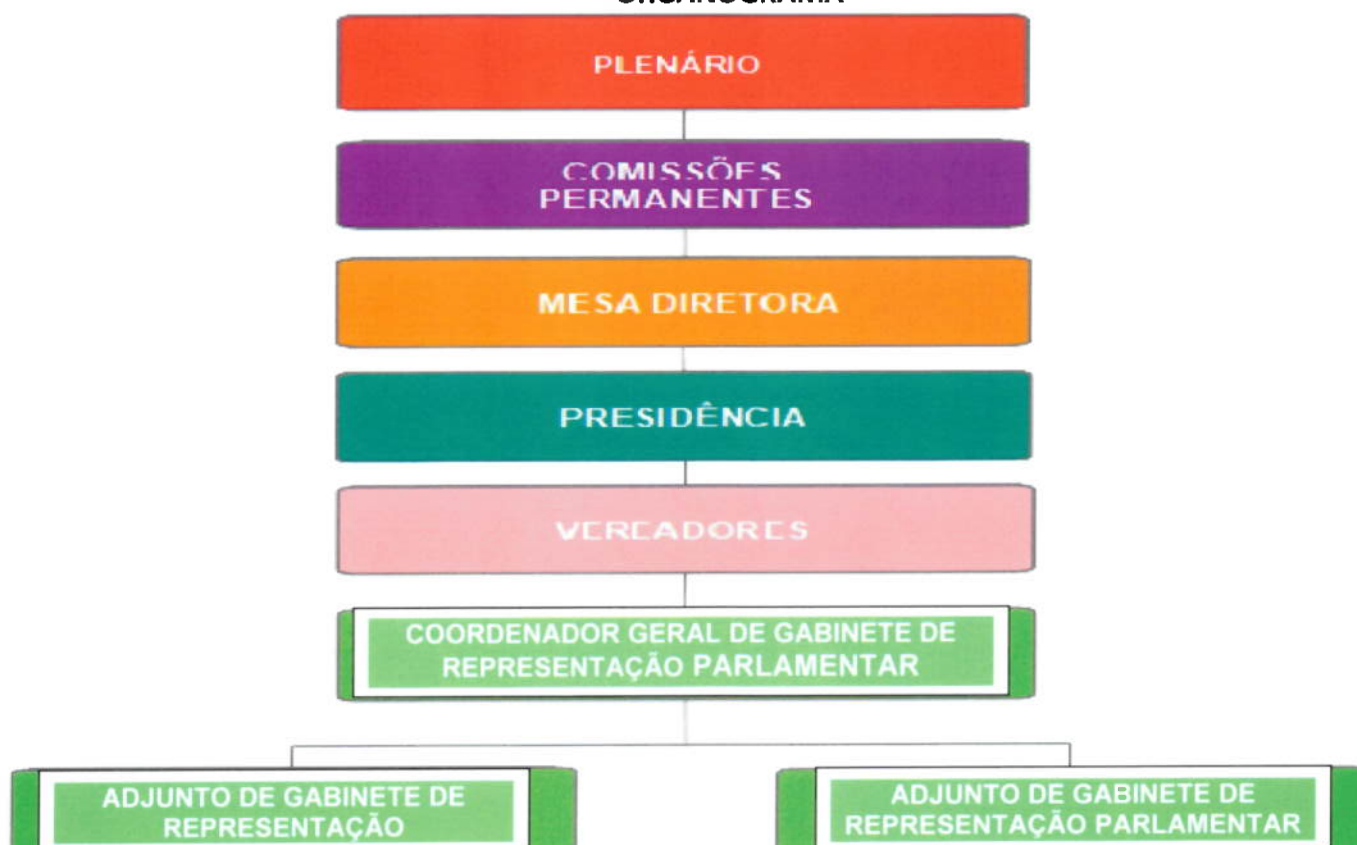 ORGANOGRAMA
PLENÁRIO
COMISSÕES
PERMANENTES
MESA DIRETORA
PRESIDÊNCIA
VEREADORES
COORDENADOR GERAL DE GABINETE DE
REPRESENTAÇÃO PARLAMENTAR
ADJUNTO DE GABINETE DE
REPRESENTAÇÃO
ADJUNTO DE GABINETE DE
REPRESENTAÇÃO PARLAMENTAR